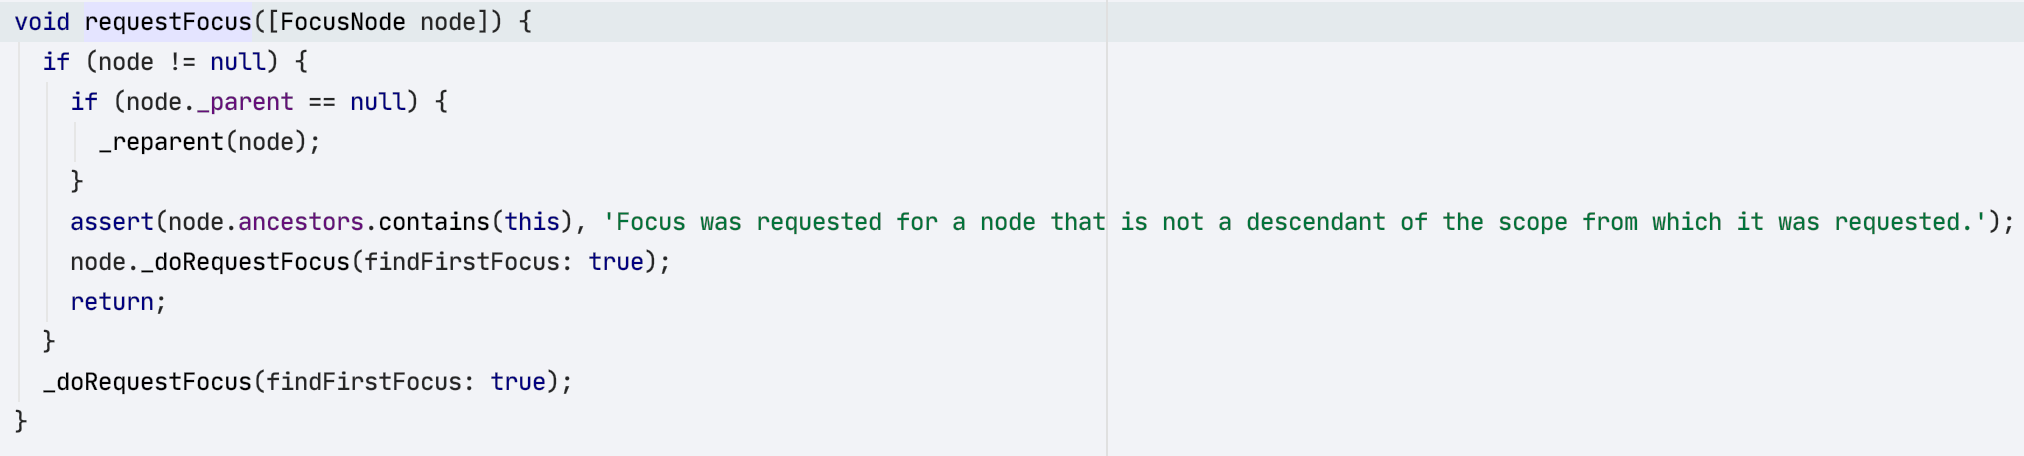 void requestFocus([FocusNode node]) {
  if (node != null) {
    if (node._parent == null) {
      _reparent(node);
    }
    assert(node.ancestors.contains(this), 'Focus was requested for a node that is not a descendant of the scope from which it was requested.');
    node._doRequestFocus(findFirstFocus: true);
    return;
  }
  _doRequestFocus(findFirstFocus: true);
}